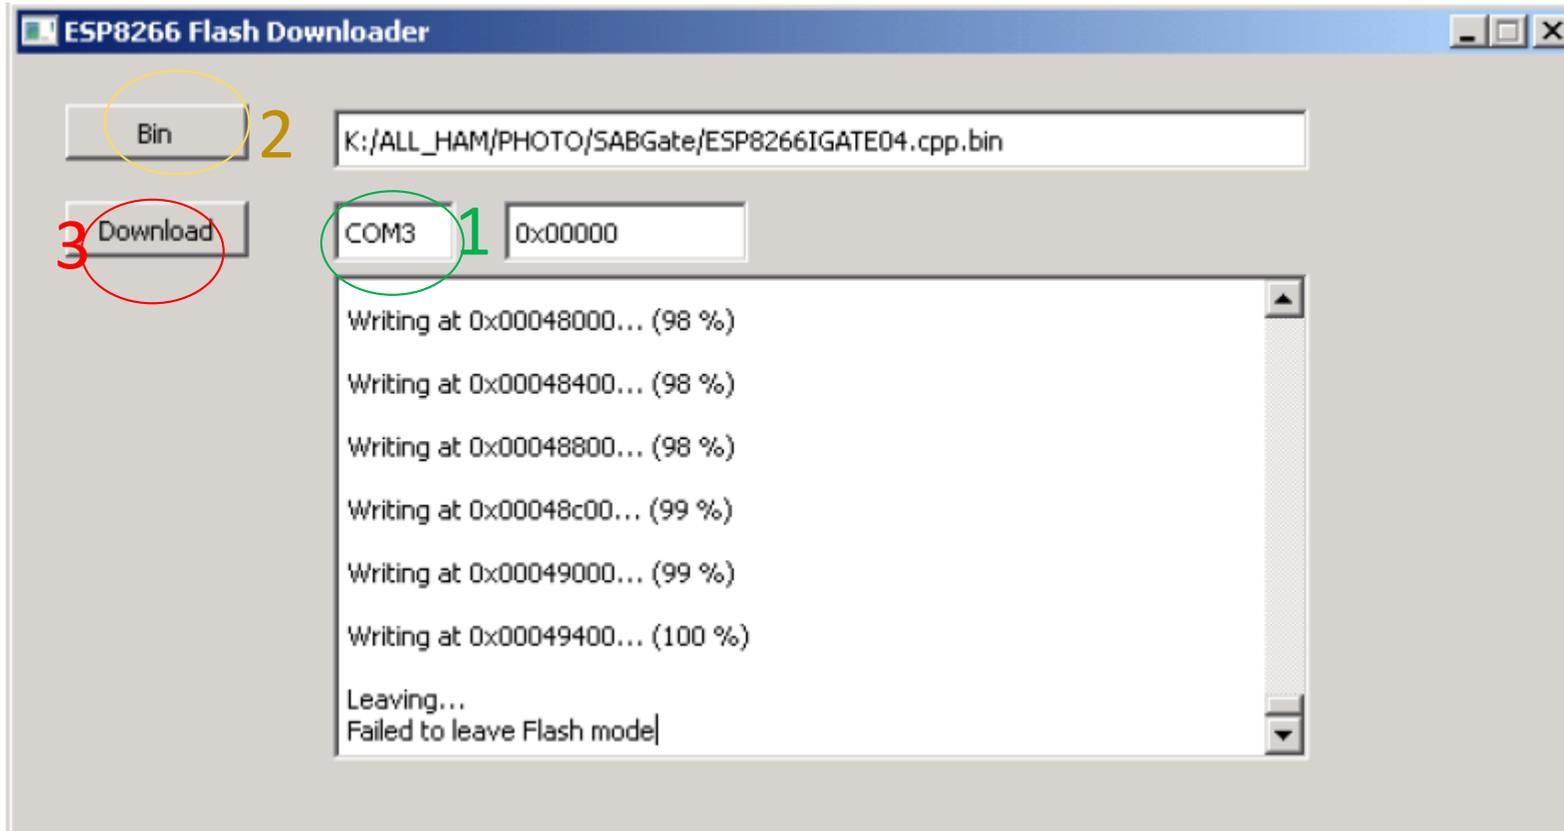 ESP8266 Flash Downloader
Bin
2
K:/ALL_HAM/PHOTO/SABGate/ESP8266IGATE04.cpp.bin
3
Download
COM3
1
0x00000
Writing at 0x00048000... (98 %)
Writing at 0x00048400... (98 %)
Writing at 0x00048800... (98 %)
Writing at 0x00048c00... (99 %)
Writing at 0x00049000... (99 %)
Writing at 0x00049400... (100 %)
Leaving...
Failed to leave Flash mode